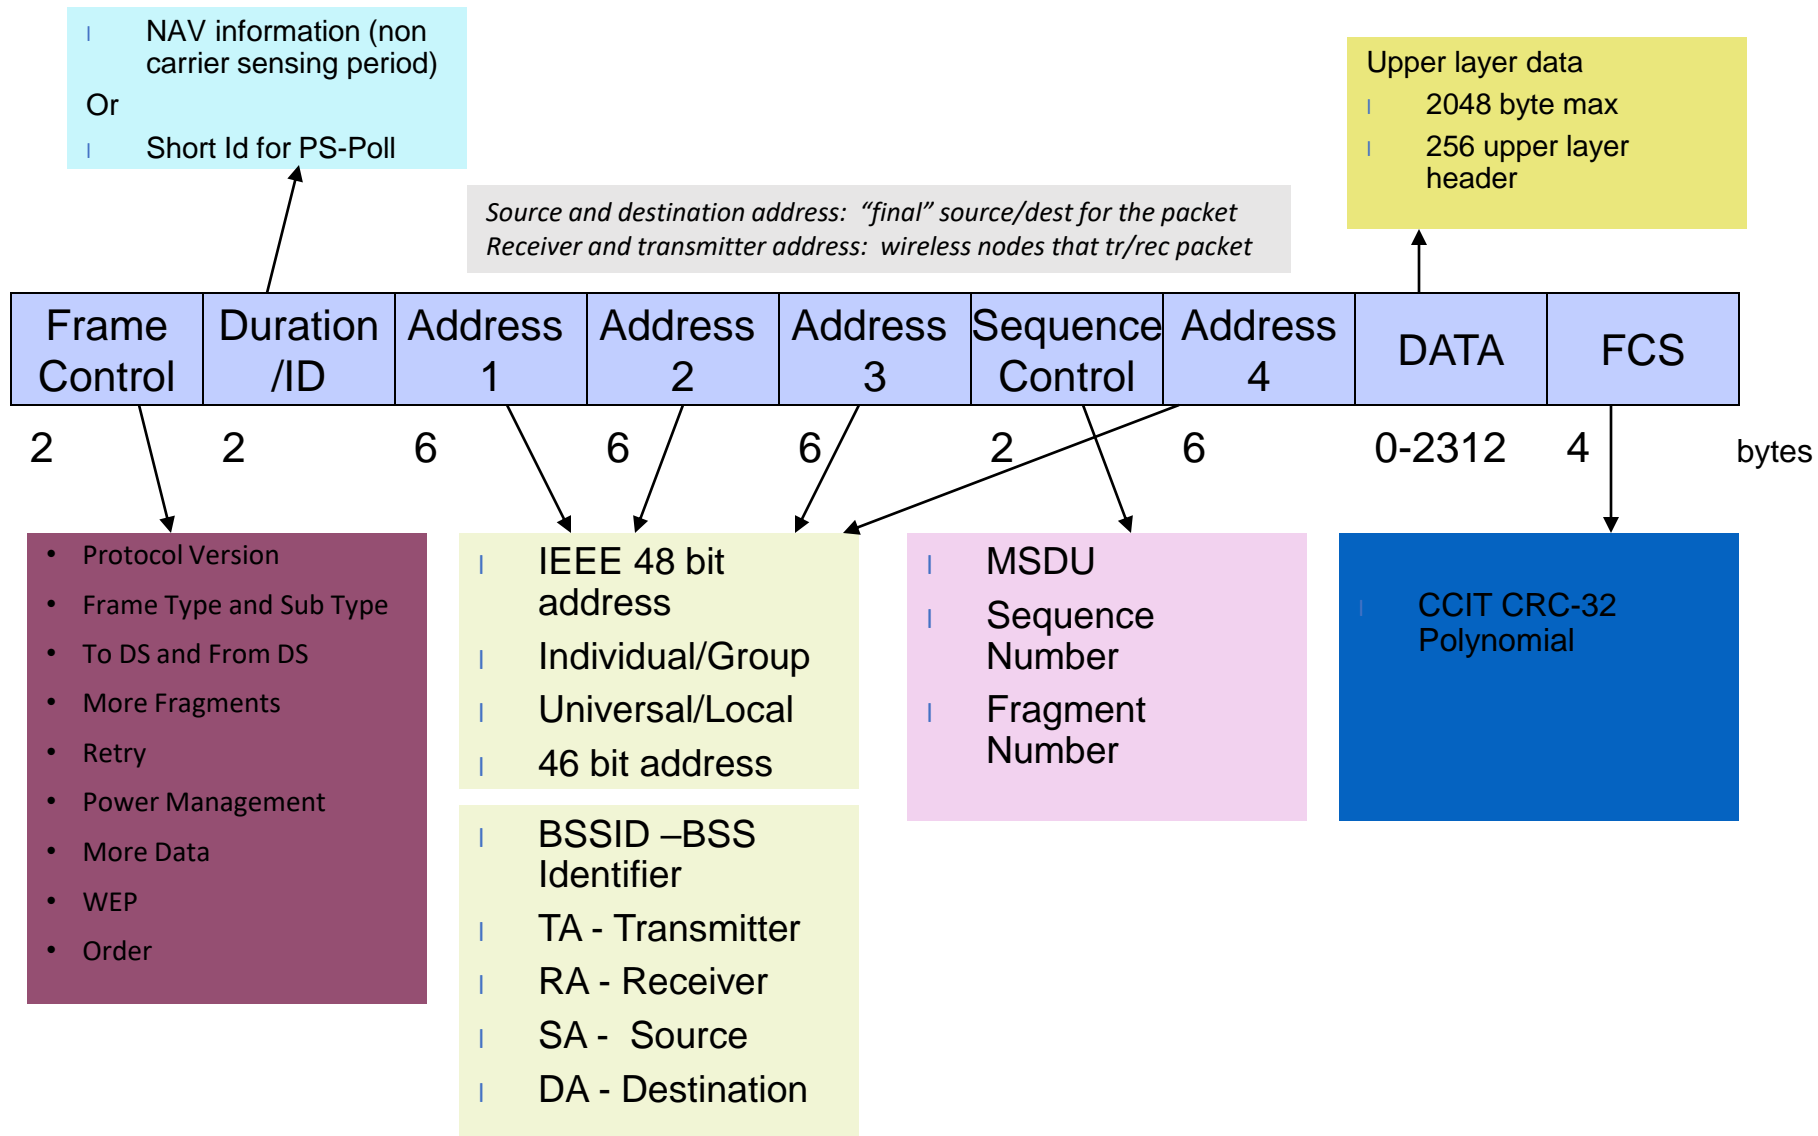 NAV information (non
carrier sensing period)
Or
Short Id for PS-Poll
Upper layer data
2048 byte max
256 upper layer
header
Source and destination address: “final” source/dest for the packet
Receiver and transmitter address: wireless nodes that tr/rec packet
Frame
Control
Duration
/ID
Address
1
Address
2
Address
3
Sequence
Control
Address
4
DATA
FCS
2
2
6
6
6
2
6
0-2312
4
bytes
• Protocol Version
• Frame Type and Sub Type
• To DS and From DS
• More Fragments
• Retry
• Power Management
• More Data
• WEP
• Order
IEEE 48 bit
address
Individual/Group
Universal/Local
46 bit address
BSSID –BSS
Identifier
TA - Transmitter
RA - Receiver
SA - Source
DA - Destination
MSDU
Sequence
Number
Fragment
Number
CCIT CRC-32
Polynomial